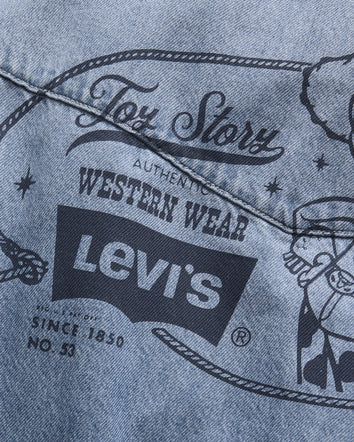 Toy Story
AUTHENTIC
WESTERN WEAR
Levi's ®
SINCE 1850
NO. 53